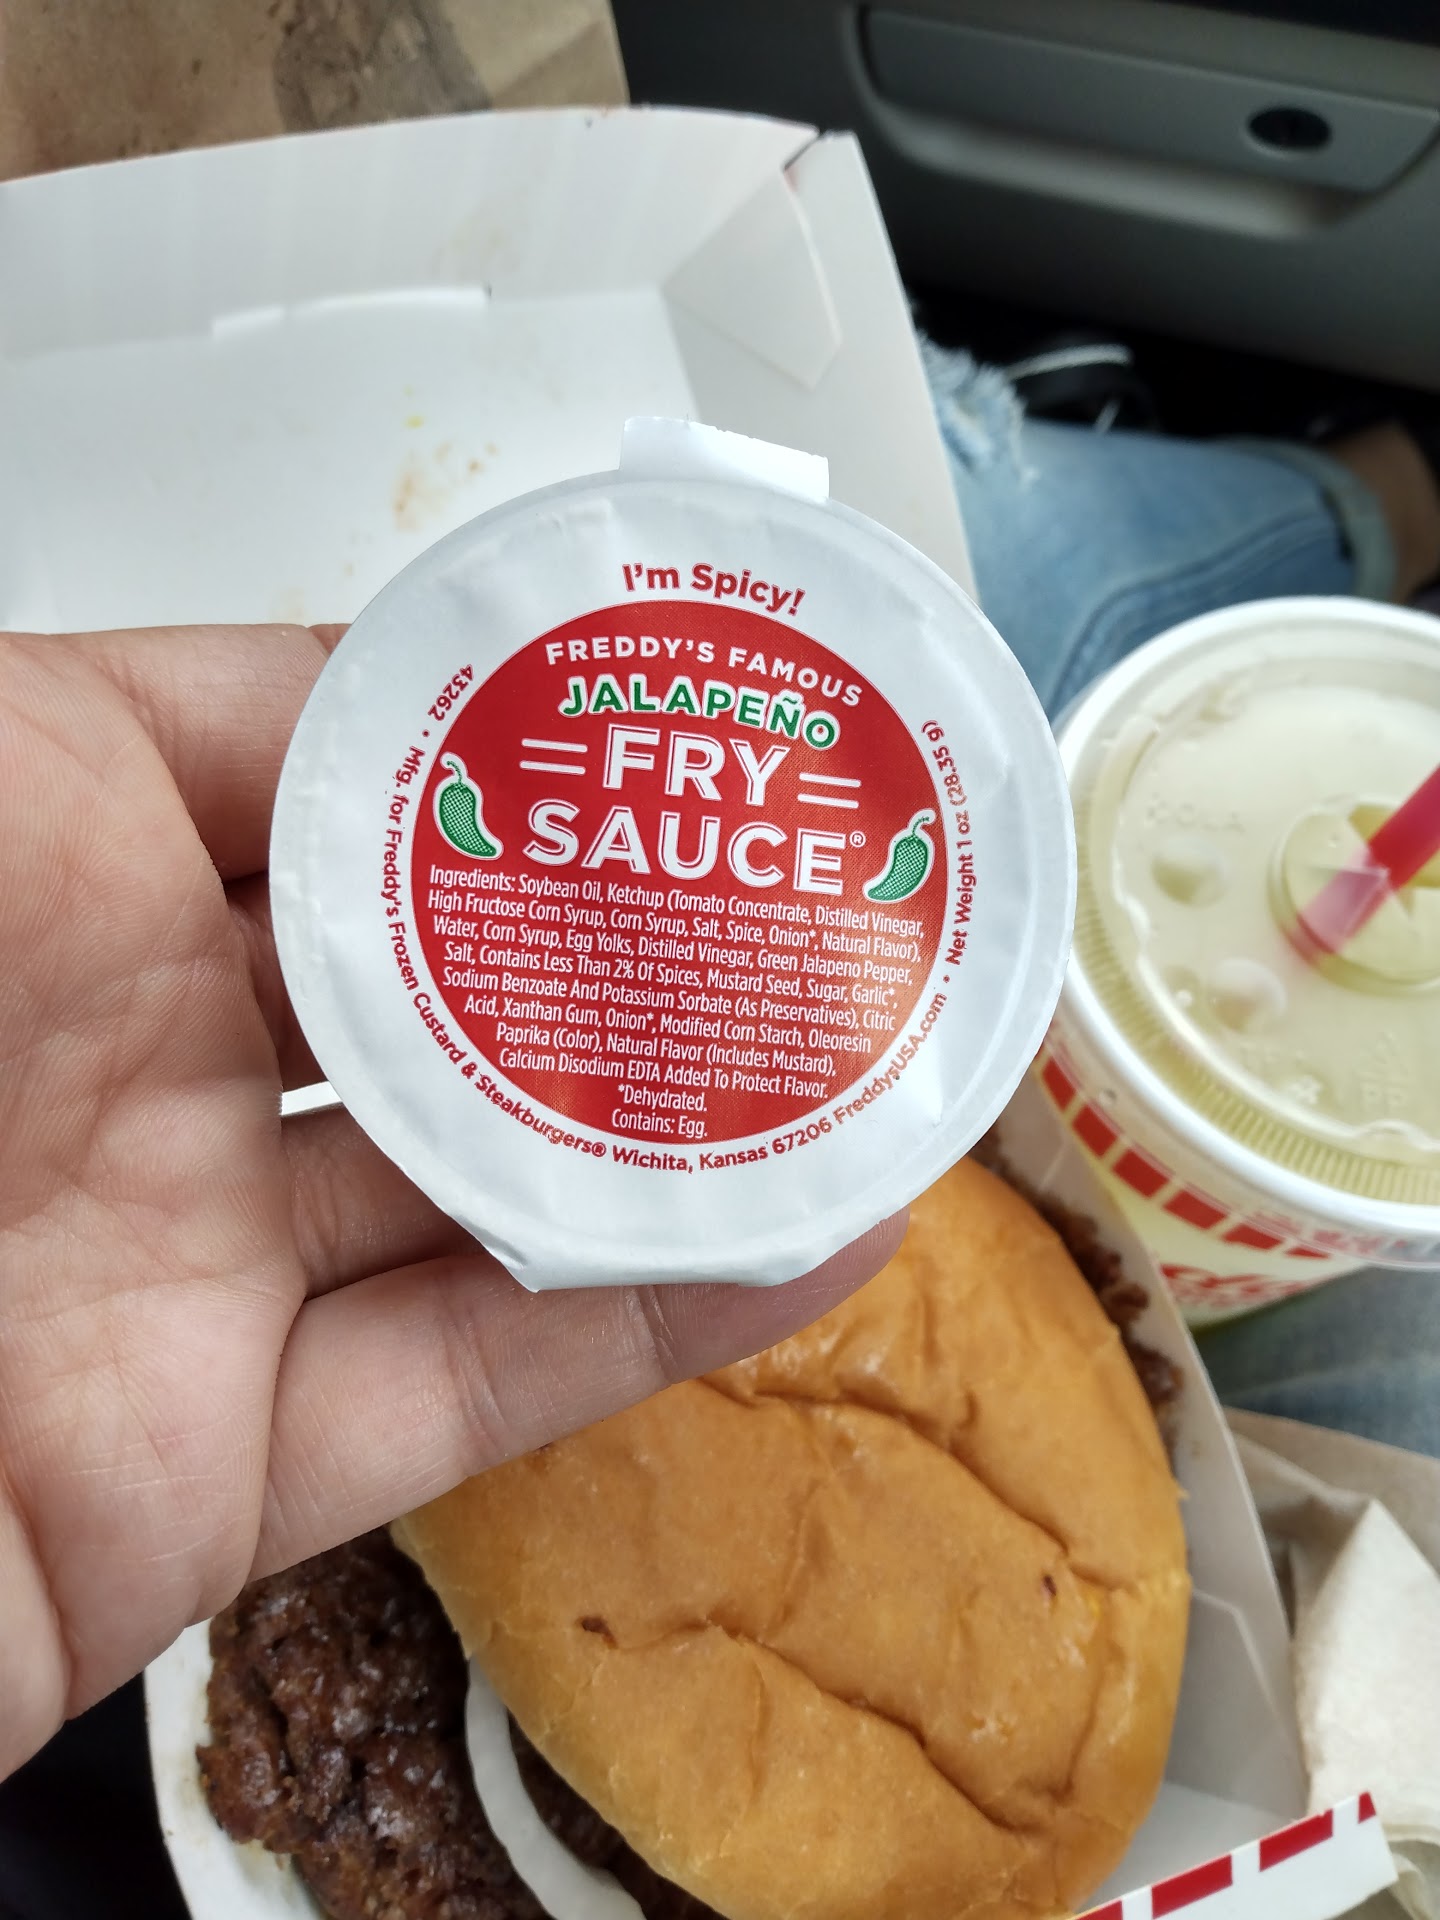 I'm Spicy!
FREDDY'S FAMOUS
JALAPEÑO
FRY
SAUCE®
Ingredients: Soybean Oil, Ketchup (Tomato Concentrate, Distilled Vinegar,
High Fructose Corn Syrup, Corn Syrup, Salt, Spice, Onion*, Natural Flavor),
Water, Corn Syrup, Egg Yolks, Distilled Vinegar, Green Jalapeno Pepper,
Salt, Contains Less Than 2% Of Spices, Mustard Seed, Sugar, Garlic*,
Sodium Benzoate And Potassium Sorbate (As Preservatives), Citric
Acid, Xanthan Gum, Onion*, Modified Corn Starch, Oleoresin
Paprika (Color), Natural Flavor (Includes Mustard),
Calcium Disodium EDTA Added To Protect Flavor.
*Dehydrated.
Contains: Egg.
43262 • Mfg. for Freddy's Frozen Custard & Steakburgers® Wichita, Kansas 67206 FreddysUSA.com • Net Weight 1 oz (28.35 g)